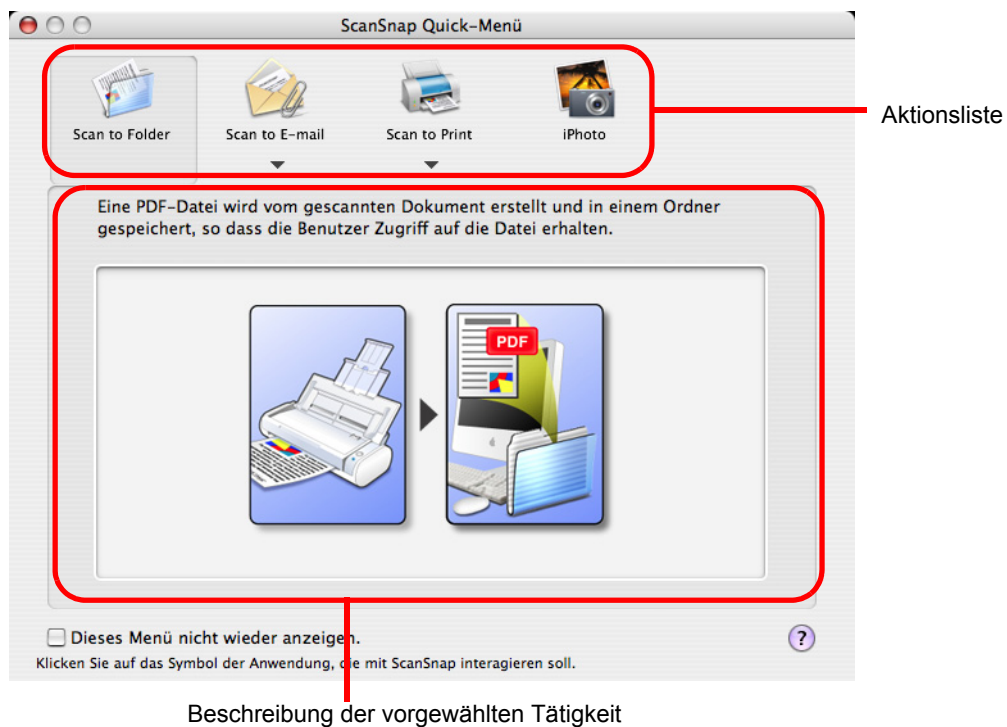 ScanSnap Quick-Menü
Scan to Folder
Scan to E-mail
Scan to Print
iPhoto
Aktionsliste
Eine PDF-Datei wird vom gescannten Dokument erstellt und in einem Ordner
gespeichert, so dass die Benutzer Zugriff auf die Datei erhalten.
PDF
Dieses Menü nicht wieder anzeigen.
?
Klicken Sie auf das Symbol der Anwendung, die mit ScanSnap interagieren soll.
Beschreibung der vorgewählten Tätigkeit